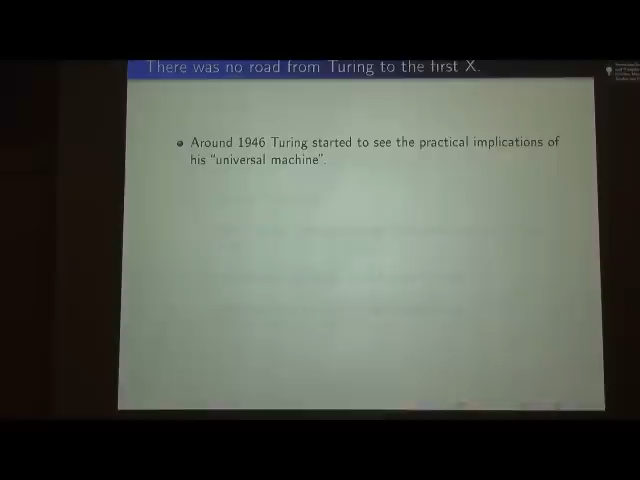 There was no road from Turing to the first X.
Around 1946 Turing started to see the practical implications of
his “universal machine”.